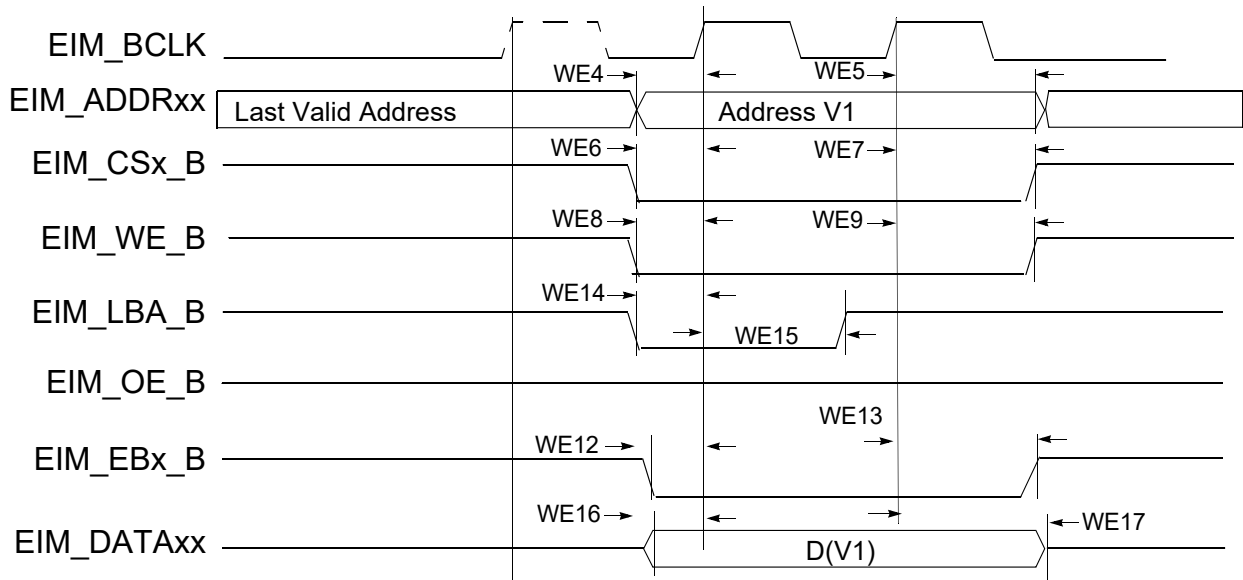 EIM_BCLK
WE4
WE5
EIM_ADDRxx
Last Valid Address
Address V1
WE6
WE7
EIM_CSx_B
WE8
WE9
EIM_WE_B
WE14
EIM_LBA_B
WE15
EIM_OE_B
WE13
WE12
EIM_EBx_B
WE16
WE17
EIM_DATAxx
D(V1)